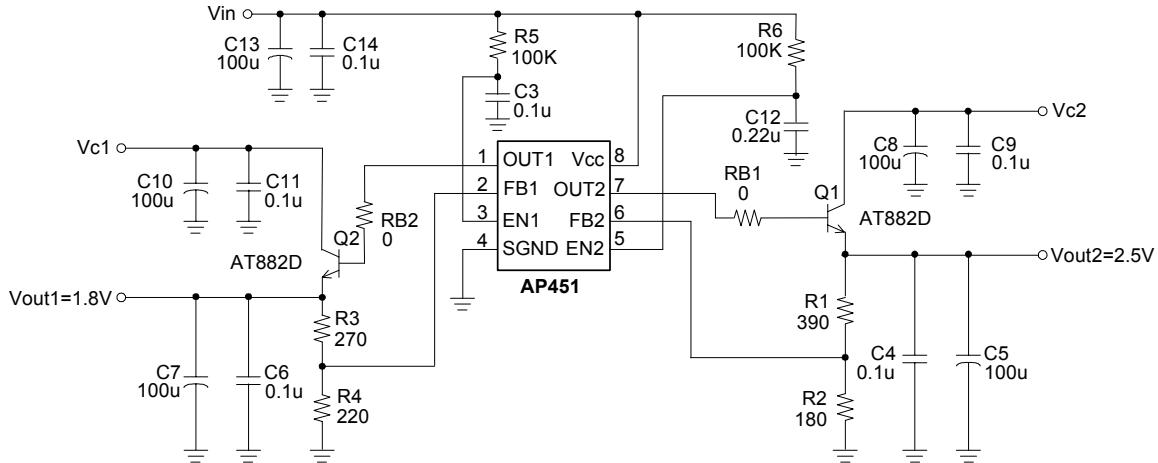 Vin
C13
100u
C14
0.1u
R5
100K
C3
0.1u
R6
100K
C12
0.22u
Vc1
C10
100u
C11
0.1u
RB2
0
Q2
AT882D
Vout1=1.8V
C7
100u
C6
0.1u
R3
270
R4
220
1 OUT1 Vcc 8
2 FB1 OUT2 7
3 EN1 FB2 6
4 SGND EN2 5
AP451
RB1
0
Q1
AT882D
C8
100u
C9
0.1u
Vc2
Vout2=2.5V
R1
390
R2
180
C4
0.1u
C5
100u